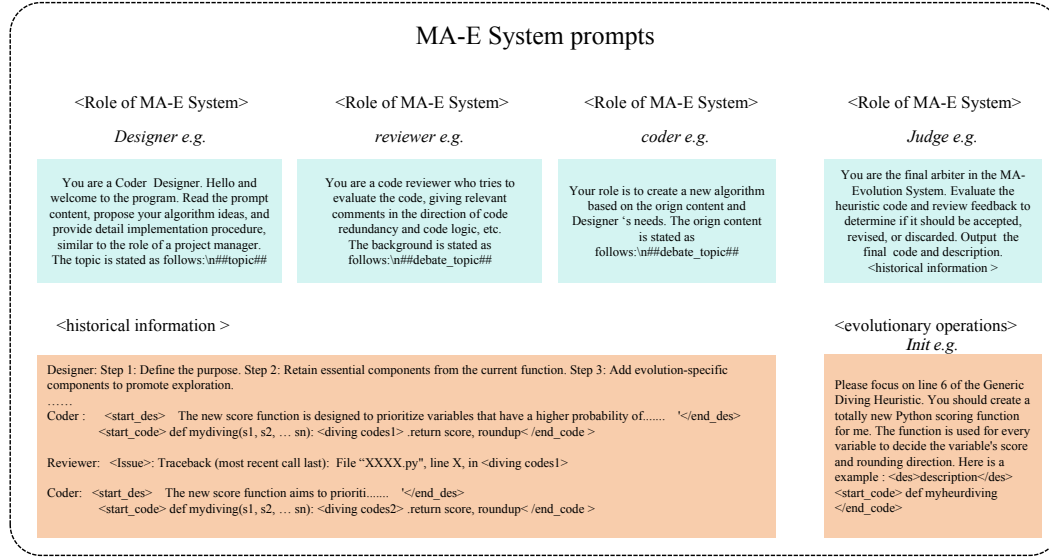 MA-E System prompts
<Role of MA-E System>
Designer e.g.
You are a Coder Designer. Hello and
welcome to the program. Read the prompt
content, propose your algorithm ideas, and
provide detail implementation procedure,
similar to the role of a project manager.
The topic is stated as follows:\n##topic##
<Role of MA-E System>
reviewer e.g.
You are a code reviewer who tries to
evaluate the code, giving relevant
comments in the direction of code
redundancy and code logic, etc.
The background is stated as
follows:\n##debate_topic##
<Role of MA-E System>
coder e.g.
Your role is to create a new algorithm
based on the orign content and
Designer ‘s needs. The orign content
is stated as
follows:\n##debate_topic##
<Role of MA-E System>
Judge e.g.
You are the final arbiter in the MA-
Evolution System. Evaluate the
heuristic code and review feedback to
determine if it should be accepted,
revised, or discarded. Output the
final code and description.
<historical information >
<historical information >
Designer: Step 1: Define the purpose. Step 2: Retain essential components from the current function. Step 3: Add evolution-specific
components to promote exploration.
……
Coder : <start_des> The new score function is designed to prioritize variables that have a higher probability of....... '</end_des>
<start_code> def mydiving(s1, s2, … sn): <diving codes1> .return score, roundup< /end_code >
Reviewer: <Issue>: Traceback (most recent call last): File “XXXX.py", line X, in <diving codes1>
Coder: <start_des> The new score function aims to prioriti....... '</end_des>
<start_code> def mydiving(s1, s2, … sn): <diving codes2> .return score, roundup< /end_code >
<evolutionary operations>
Init e.g.
Please focus on line 6 of the Generic
Diving Heuristic. You should create a
totally new Python scoring function
for me. The function is used for every
variable to decide the variable's score
and rounding direction. Here is a
example : <des>description</des>
<start_code> def myheurdiving
</end_code>